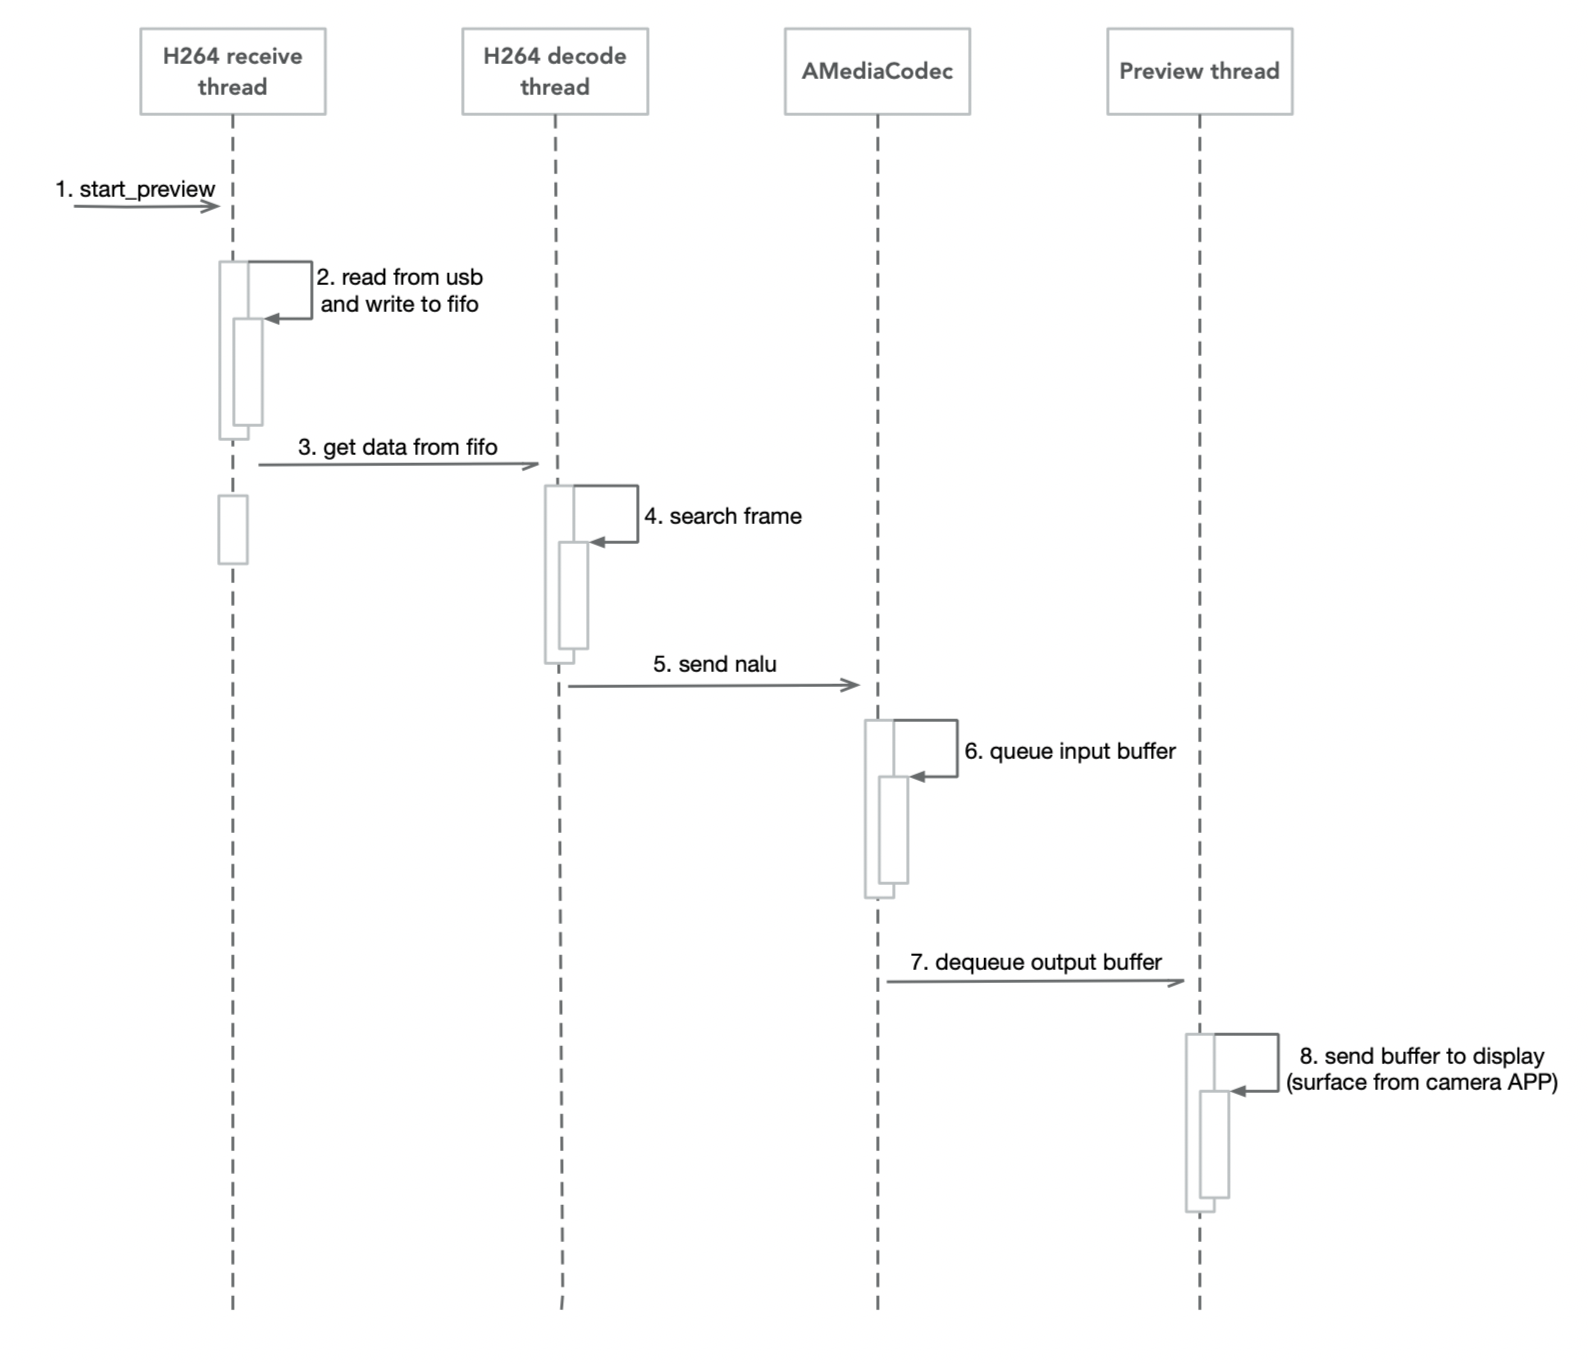 H264 receive
thread
H264 decode
thread
AMediaCodec
Preview thread
1. start_preview
2. read from usb
and write to fifo
3. get data from fifo
4. search frame
5. send nalu
6. queue input buffer
7. dequeue output buffer
8. send buffer to display
(surface from camera APP)